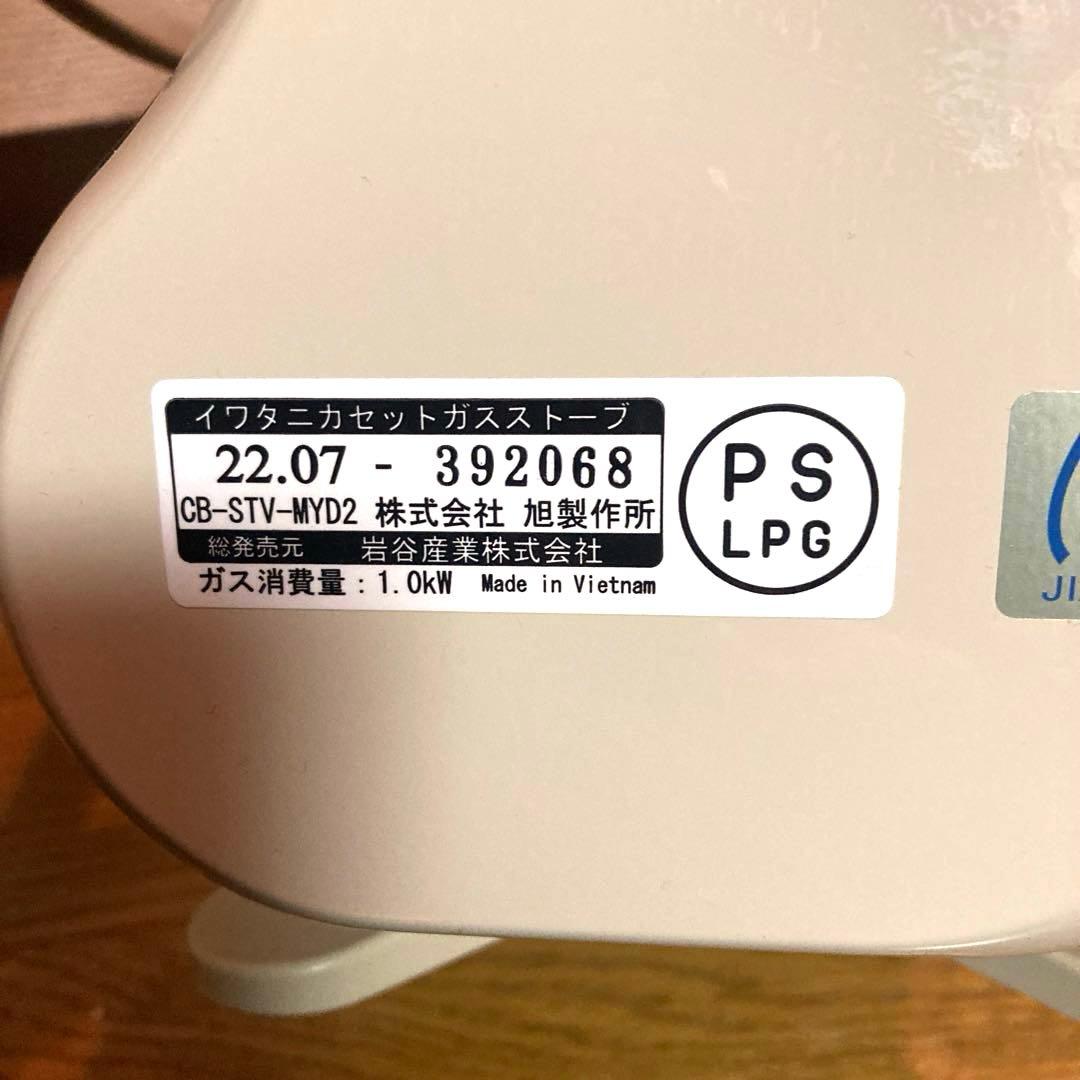 イワタニカセットガスストーブ
22.07 - 392068
CB-STV-MYD2 株式会社 旭製作所
総発売元 岩谷産業株式会社
ガス消費量 : 1.0kW Made in Vietnam
PS
LPG